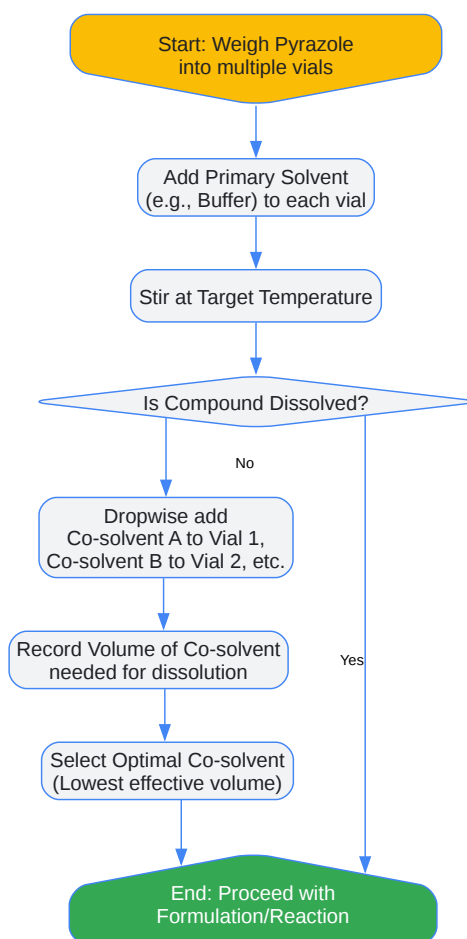 Start: Weigh Pyrazole
into multiple vials
Add Primary Solvent
(e.g., Buffer) to each vial
Stir at Target Temperature
Is Compound Dissolved?
No
Dropwise add
Co-solvent A to Vial 1,
Co-solvent B to Vial 2, etc.
Record Volume of Co-solvent
needed for dissolution
Yes
Select Optimal Co-solvent
(Lowest effective volume)
End: Proceed with
Formulation/Reaction